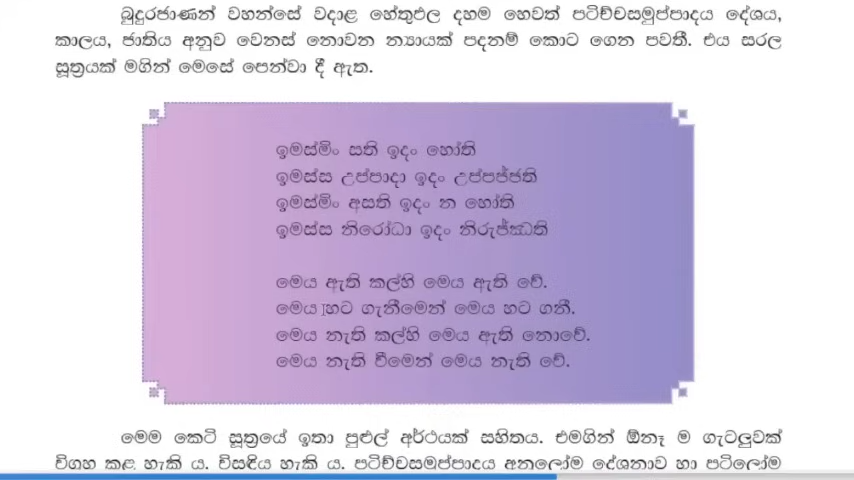 බුදුරජාණන් වහන්සේ වදාළ හේතුඵල දහම හෙවත් පටිච්චසමුප්පාදය දේශය,
කාලය, ජාතිය අනුව වෙනස් නොවන න්‍යායක් පදනම් කොට ගෙන පවතී. එය සරල
සූත්‍රයක් මගින් මෙසේ පෙන්වා දී ඇත.
ඉමස්මිං සති ඉදං හෝති
ඉමස්ස උප්පාදා ඉදං උප්පජ්ජති
ඉමස්මිං අසති ඉදං න හෝති
ඉමස්ස නිරෝධා ඉදං නිරුජ්ඣති
මෙය ඇති කල්හි මෙය ඇති වේ.
මෙය හට ගැනීමෙන් මෙය හට ගනී.
මෙය නැති කල්හි මෙය ඇති නොවේ.
මෙය නැති වීමෙන් මෙය නැති වේ.
මෙම කෙටි සූත්‍රයේ ඉතා පුළුල් අර්ථයක් සහිතය. එමගින් ඕනෑ ම ගැටලුවක්
විග්‍රහ කළ හැකි ය. විසඳිය හැකි ය. පටිච්චසමුප්පාදය අනුලෝම දේශනාව හා පටිලෝම